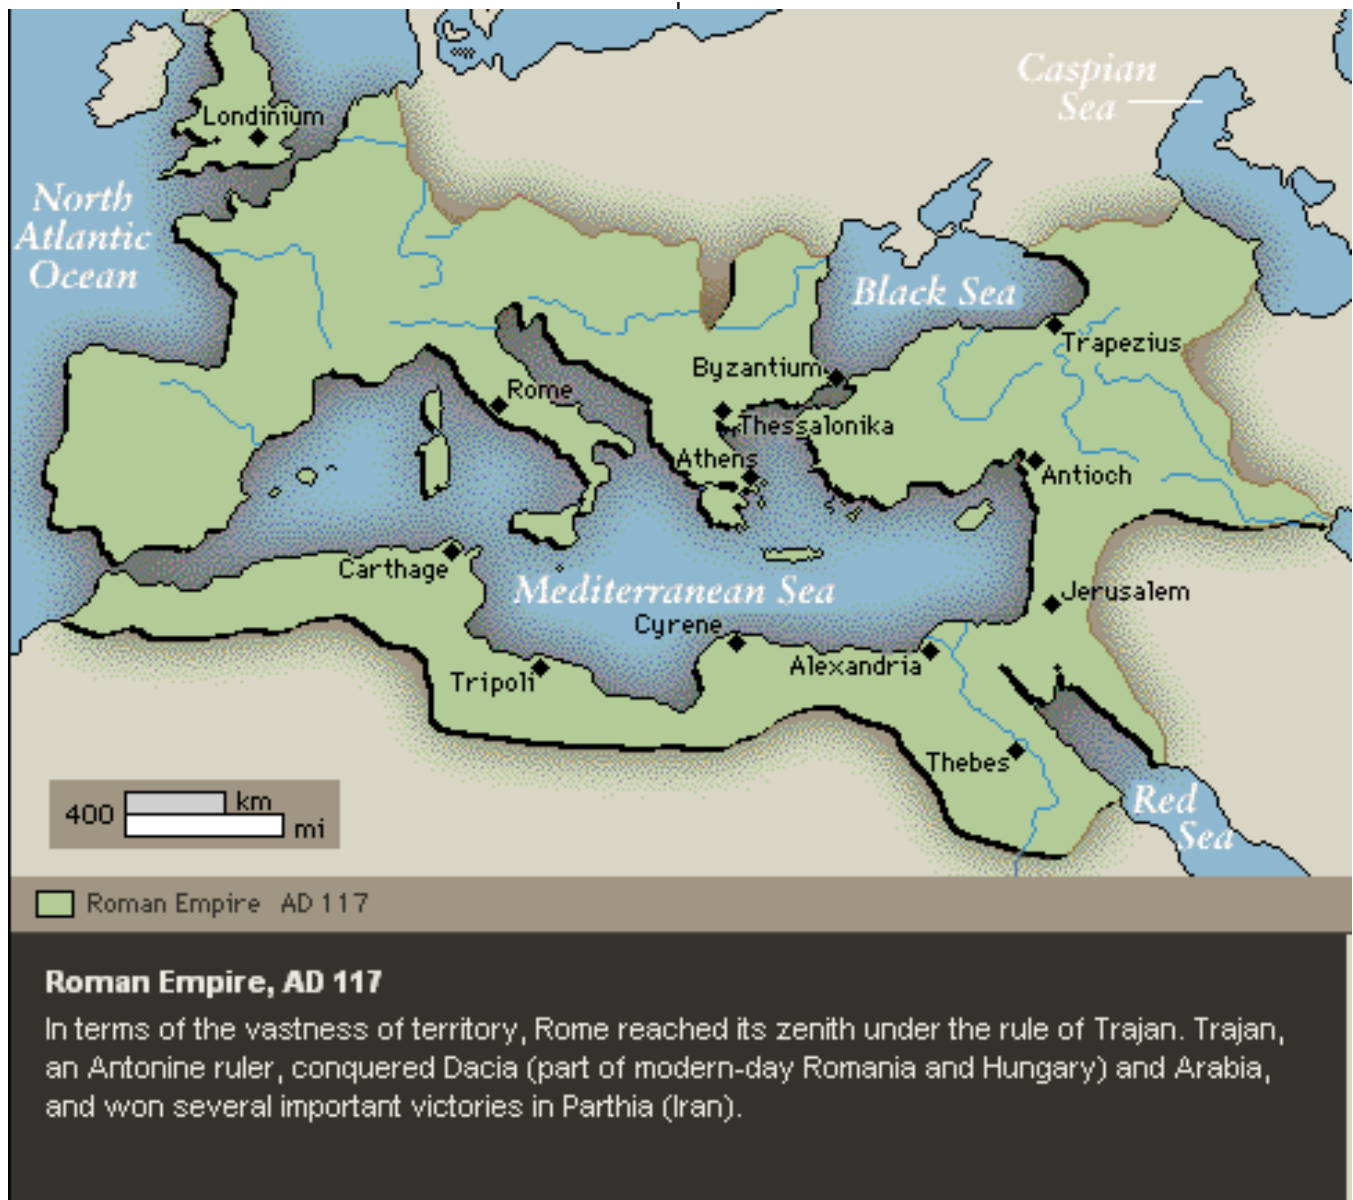 Caspian
Sea
Londinium
North
Atlantic
Ocean
Black Sea
Trapezius
Byzantium
Rome
Thessalonika
Athens
Antioch
Carthage
Mediterranean Sea
Jerusalem
Cyrene
Alexandria
Tripoli
Thebes
Red
Sea
400 km
mi
Roman Empire AD 117
Roman Empire, AD 117
In terms of the vastness of territory, Rome reached its zenith under the rule of Trajan. Trajan,
an Antonine ruler, conquered Dacia (part of modern-day Romania and Hungary) and Arabia,
and won several important victories in Parthia (Iran).